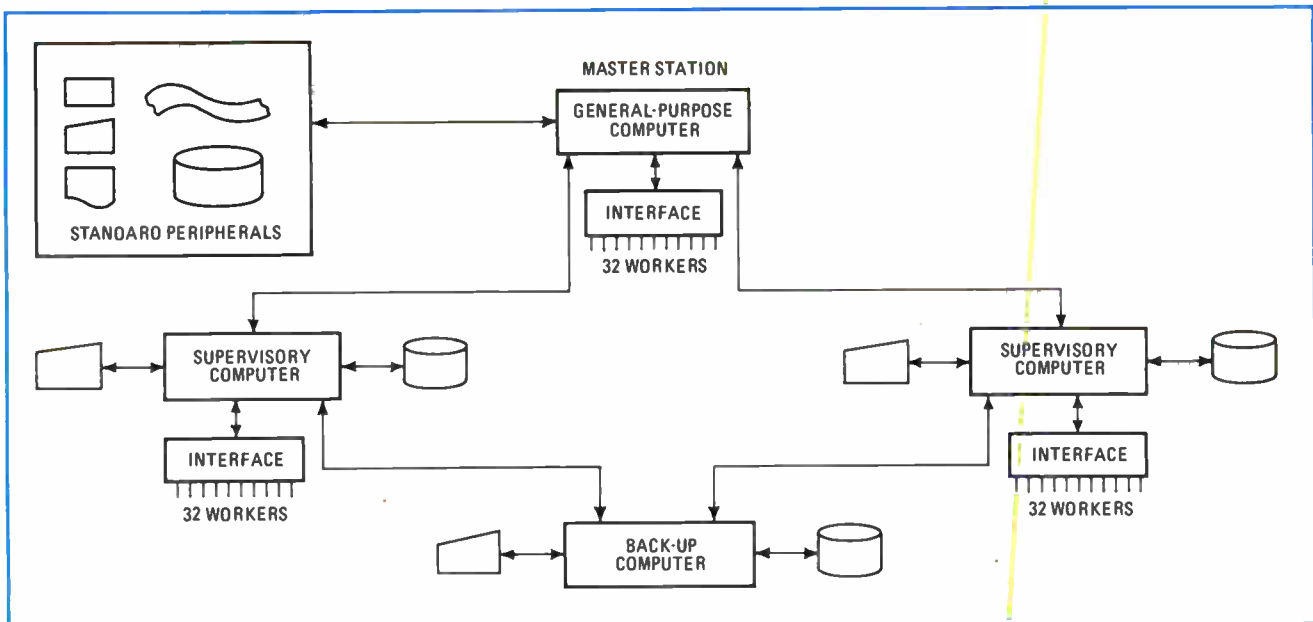 MASTER STATION
GENERAL-PURPOSE
COMPUTER
STANOARO PERIPHERALS
INTERFACE
32 WORKERS
SUPERVISORY
COMPUTER
SUPERVISORY
COMPUTER
INTERFACE
32 WORKERS
INTERFACE
32 WORKERS
BACK-UP
COMPUTER